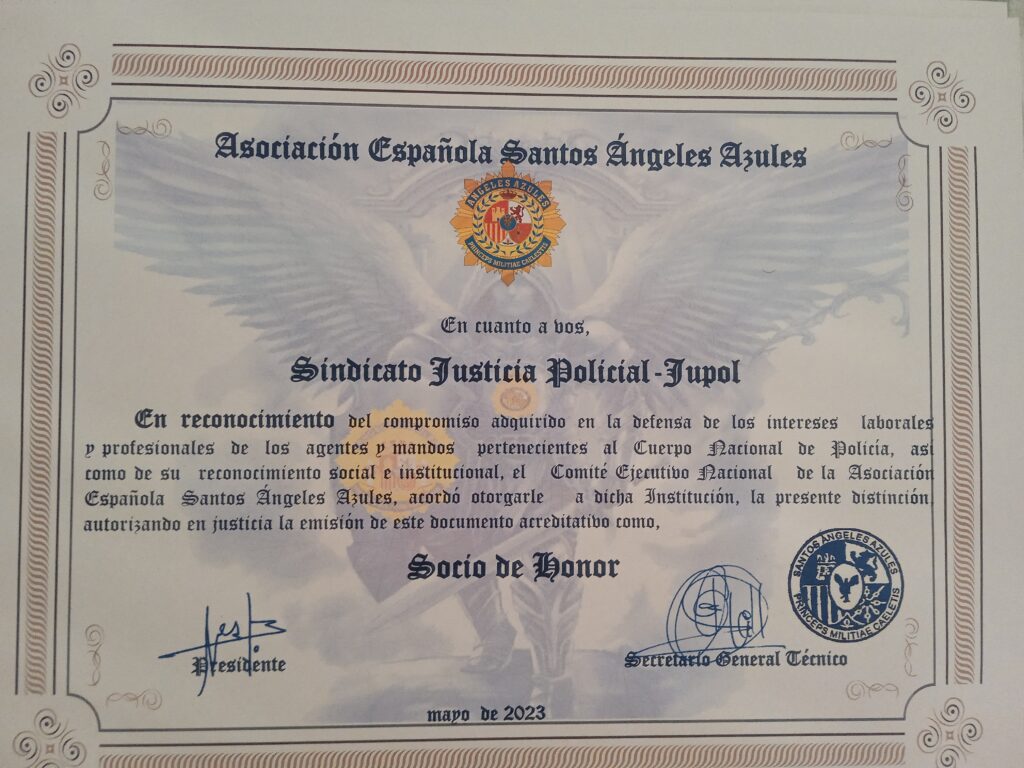 Asociación Española Santos Ángeles Azules
ANGELES AZULES
PRINCEPS MILITIAE CAELESTIS
En cuanto a vos,
Sindicato Justicia Policial-Jupol
En reconocimiento del compromiso adquirido en la defensa de los intereses laborales
y profesionales de los agentes y mandos pertenecientes al Cuerpo Nacional de Policía, así
como de su reconocimiento social e institucional, el Comité Ejecutivo Nacional de la Asociación
Española Santos Ángeles Azules, acordó otorgarle a dicha Institución, la presente distinción,
autorizando en justicia la emisión de este documento acreditativo como,
Socio de Honor
SANTOS ÁNGELES AZULES
PRINCEPS MILITIAE CAELETIS
Presidente
Secretario General Técnico
mayo de 2023